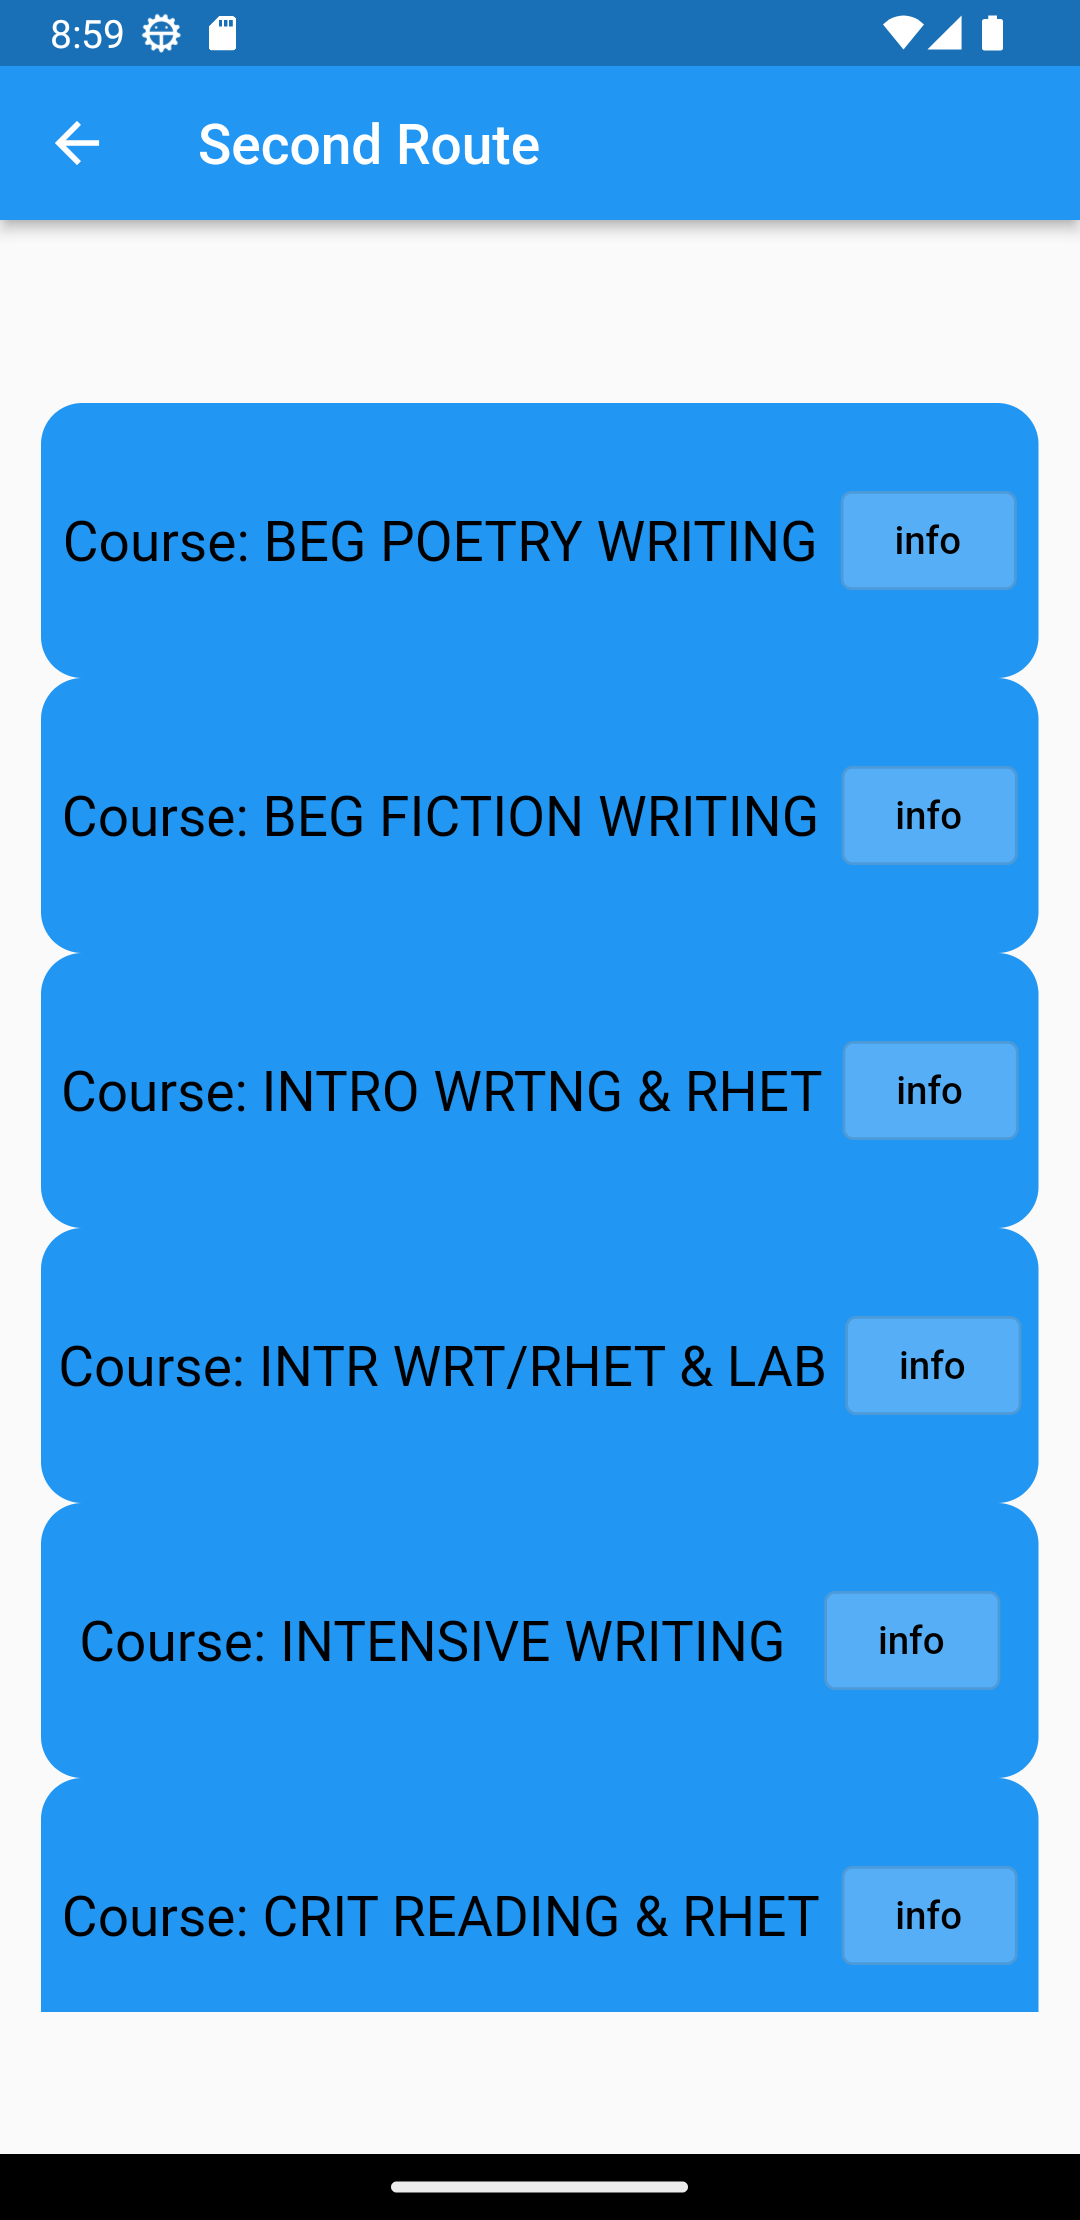 8:59
Second Route
Course: BEG POETRY WRITING info
Course: BEG FICTION WRITING info
Course: INTRO WRTNG & RHET info
Course: INTR WRT/RHET & LAB info
Course: INTENSIVE WRITING info
Course: CRIT READING & RHET info